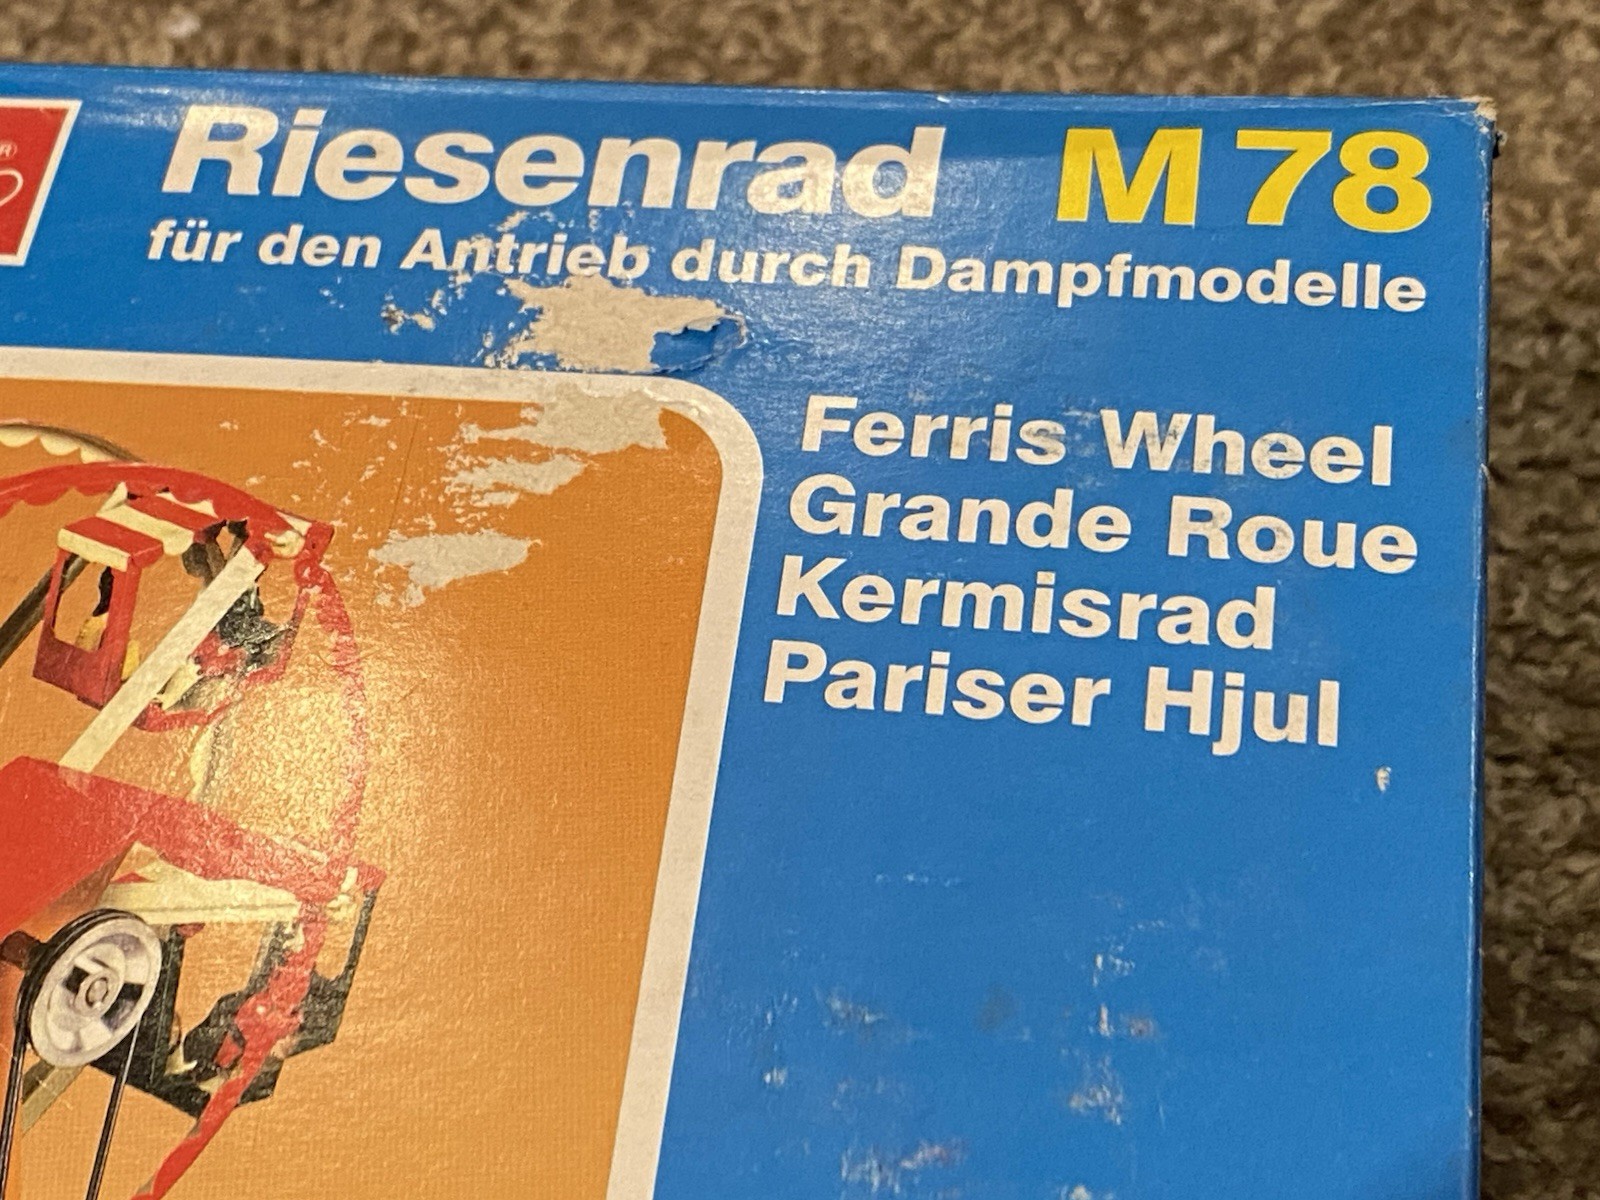 Riesenrad M 78
für den Antrieb durch Dampfmodelle
Ferris Wheel
Grande Roue
Kermisrad
Pariser Hjul